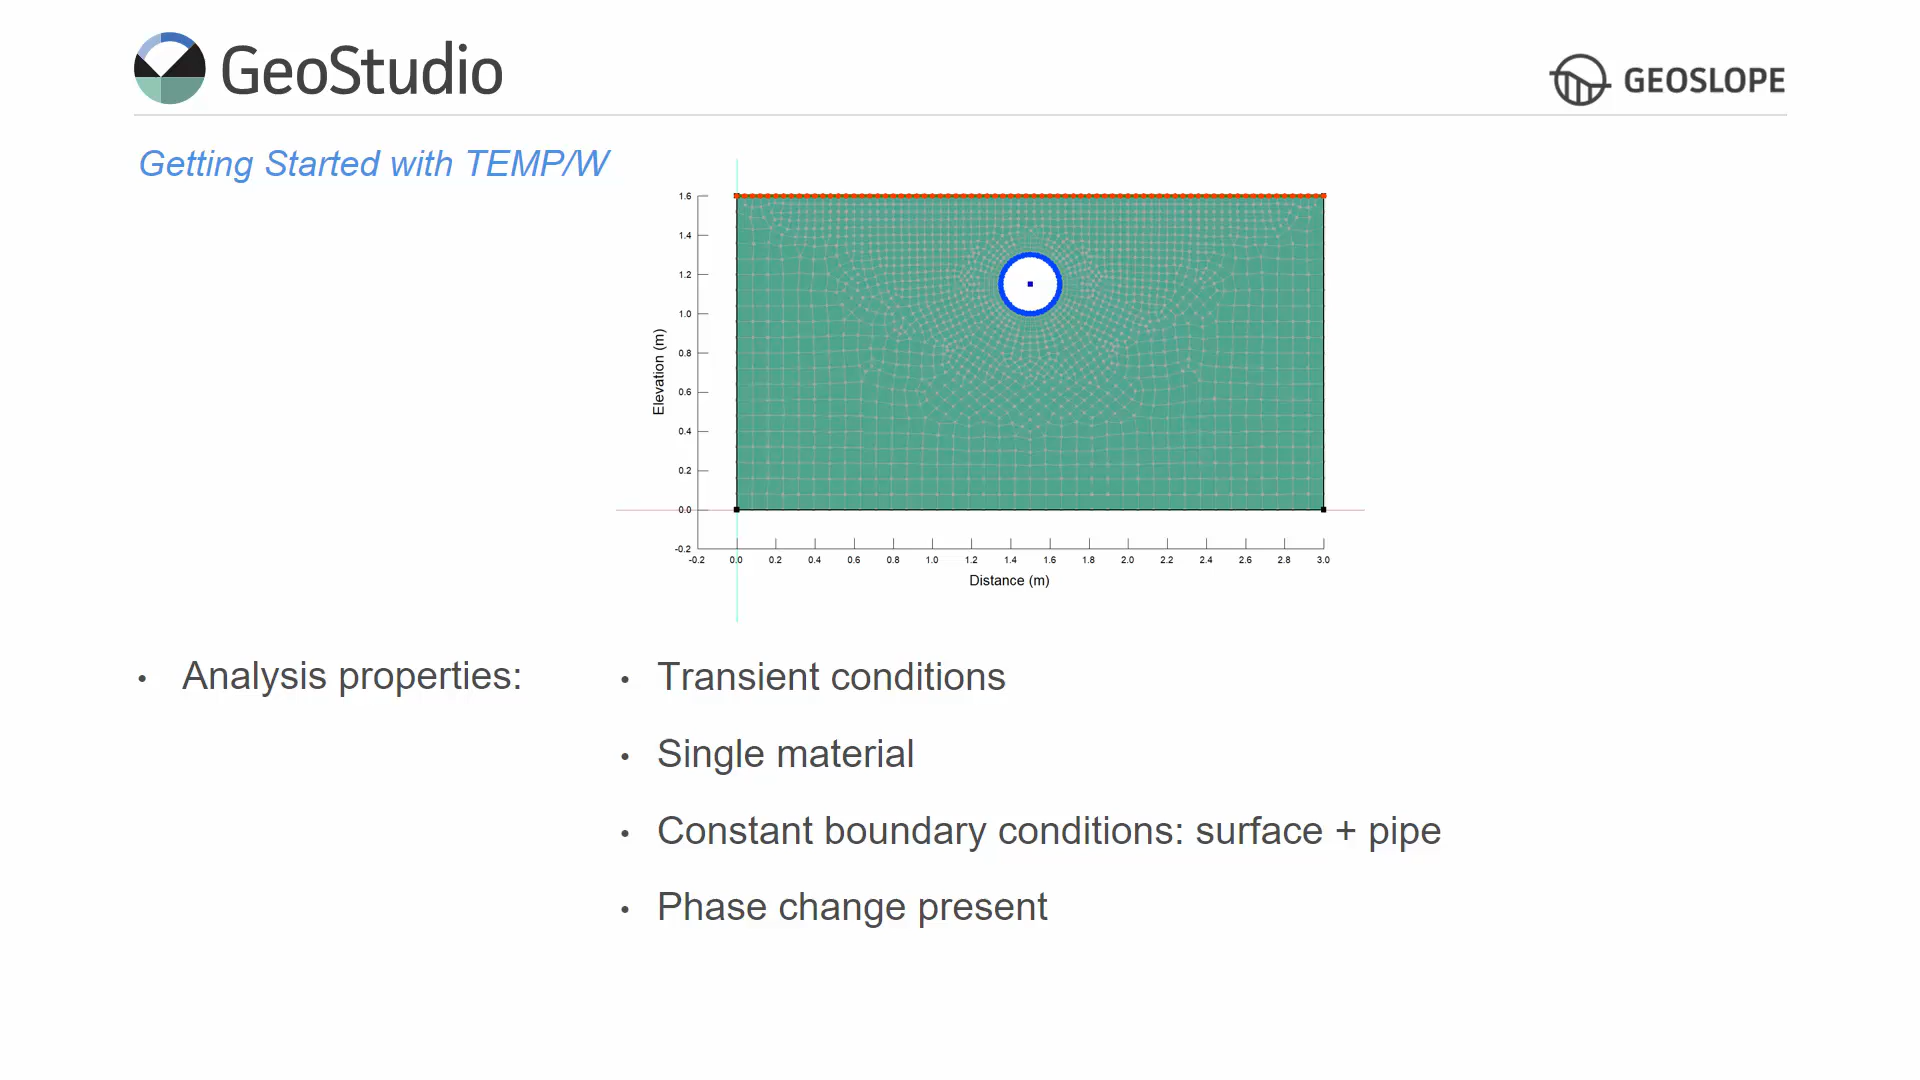 GeoStudio
GEOSLOPE
Getting Started with TEMP/W
1.6
1.4
1.2
1.0
0.8
0.6
0.4
0.2
0.0
-0.2
Elevation (m)
-0.2 0.0 0.2 0.4 0.6 0.8 1.0 1.2 1.4 1.6 1.8 2.0 2.2 2.4 2.6 2.8 3.0
Distance (m)
• Analysis properties:
• Transient conditions
• Single material
• Constant boundary conditions: surface + pipe
• Phase change present